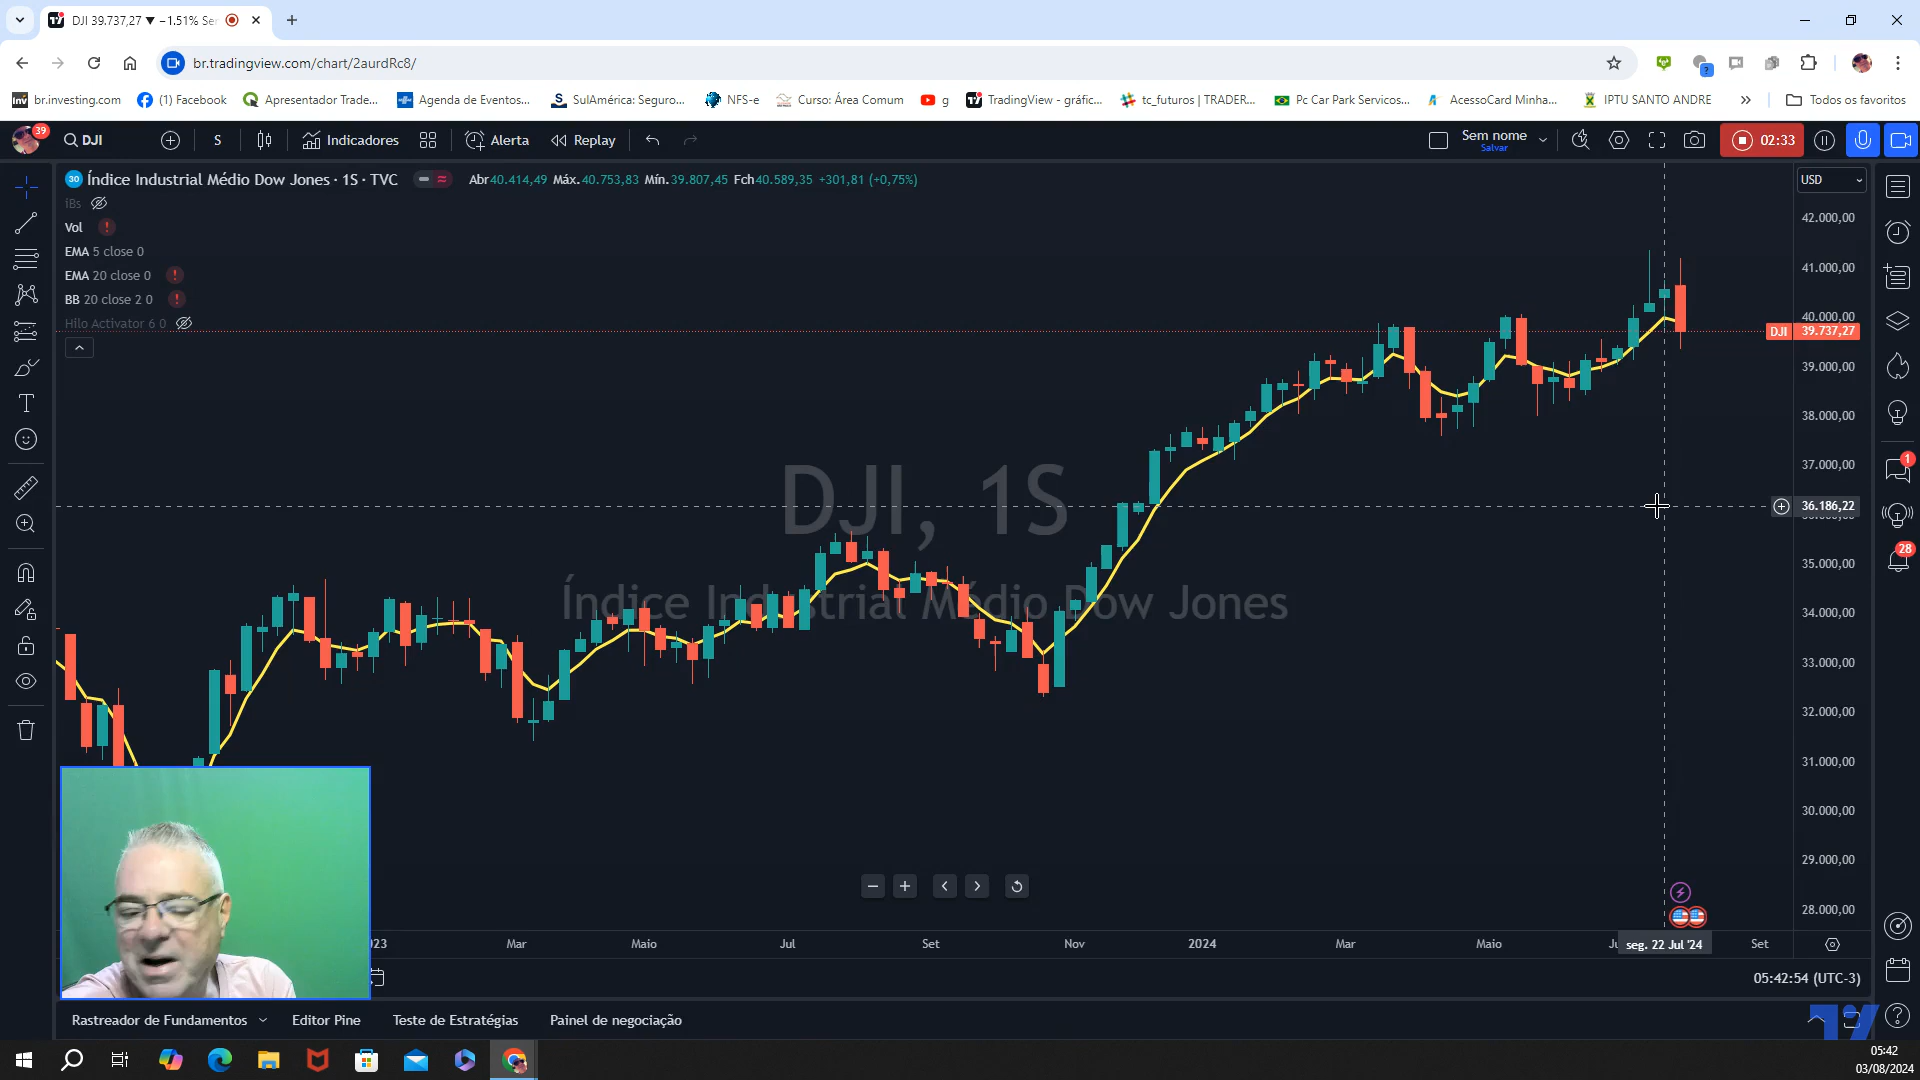 DJI 39.737,27 ▼ −1.51% Ser
br.tradingview.com/chart/2aurdRc8/
br.investing.com
(1) Facebook
Apresentador Trade...
Agenda de Eventos...
SulAmérica: Seguro...
NFS-e
Curso: Área Comum
g
TradingView - gráfic...
tc_futuros | TRADER...
Pc Car Park Servicos...
AcessoCard Minha...
IPTU SANTO ANDRE
Todos os favoritos
39
DJI
S
Indicadores
Alerta
Replay
Sem nome
Salvar
02:33
30
Índice Industrial Médio Dow Jones · 1S · TVC
Abr40.414,49 Máx.40.753,83 Mín.39.807,45 Fch40.589,35 +301,81 (+0,75%)
USD
iBs
Vol
EMA 5 close 0
EMA 20 close 0
BB 20 close 2 0
Hilo Activator 6 0
42.000,00
41.000,00
40.000,00
DJI 39.737,27
39.000,00
38.000,00
37.000,00
36.186,22
35.000,00
34.000,00
33.000,00
32.000,00
31.000,00
30.000,00
29.000,00
28.000,00
DJI, 1S
Índice Industrial Médio Dow Jones
1
28
023
Mar
Maio
Jul
Set
Nov
2024
Mar
Maio
seg. 22 Jul '24
Set
05:42:54 (UTC-3)
Rastreador de Fundamentos
Editor Pine
Teste de Estratégias
Painel de negociação
05:42
03/08/2024